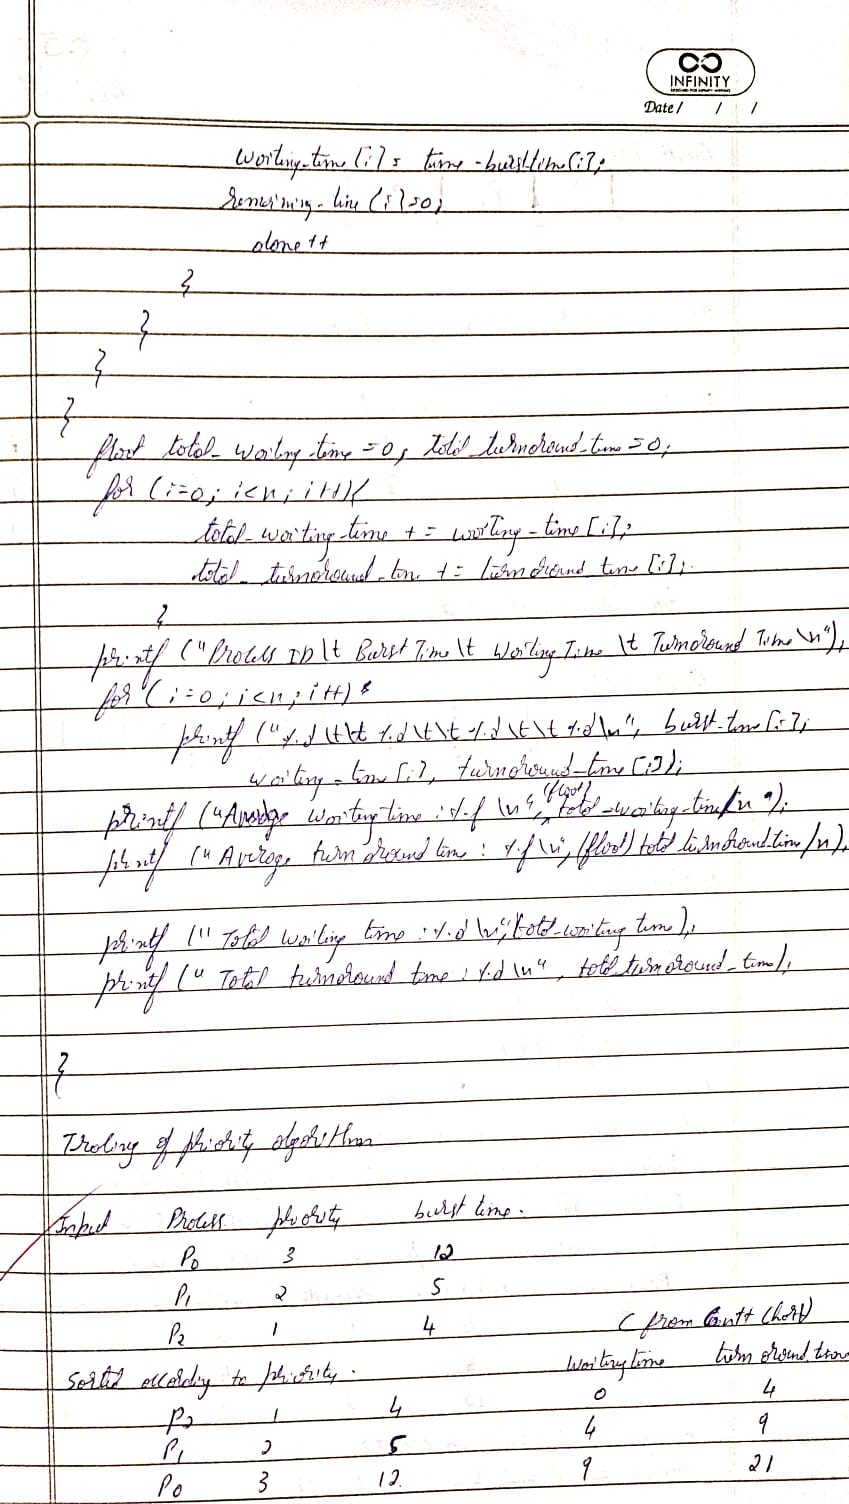 INFINITY
Date / / /
waiting_time [i] = time - bursttime [i];
remaining_time [i] = 0;
done ++
}
}
}
}
float total_waiting_time = 0, total_turnaround_time = 0;
for (i=0; i<n; i++){
total_waiting_time += waiting_time [i];
total_turnaround_time += turnaround_time [i];
}
printf ("Process ID \t Burst Time \t Waiting Time \t Turnaround Time \n"),
for (i=0; i<n; i++)
printf ("%d \t\t %d \t\t %d \t\t %d \n", burst_time [i];
waiting_time [i], turnaround_time [i]);
printf ("Average waiting time : %f \n", (float) total_waiting_time/n ");
printf (" Average turn around time : %f \n", (float) total turnaround_time /n),
printf (" Total waiting time : %d \n", total_waiting time ),
printf (" Total turnaround time : %d \n", total_turnaround_time),
}
Tracing of priority algorithm
Input Process priority burst time.
P0 3 12
P1 2 5
P2 1 4
(from Gantt Chart)
Sorted according to priority. Waiting time turn around time
P2 1 4 0 4
P1 2 5 4 9
P0 3 12. 9 21